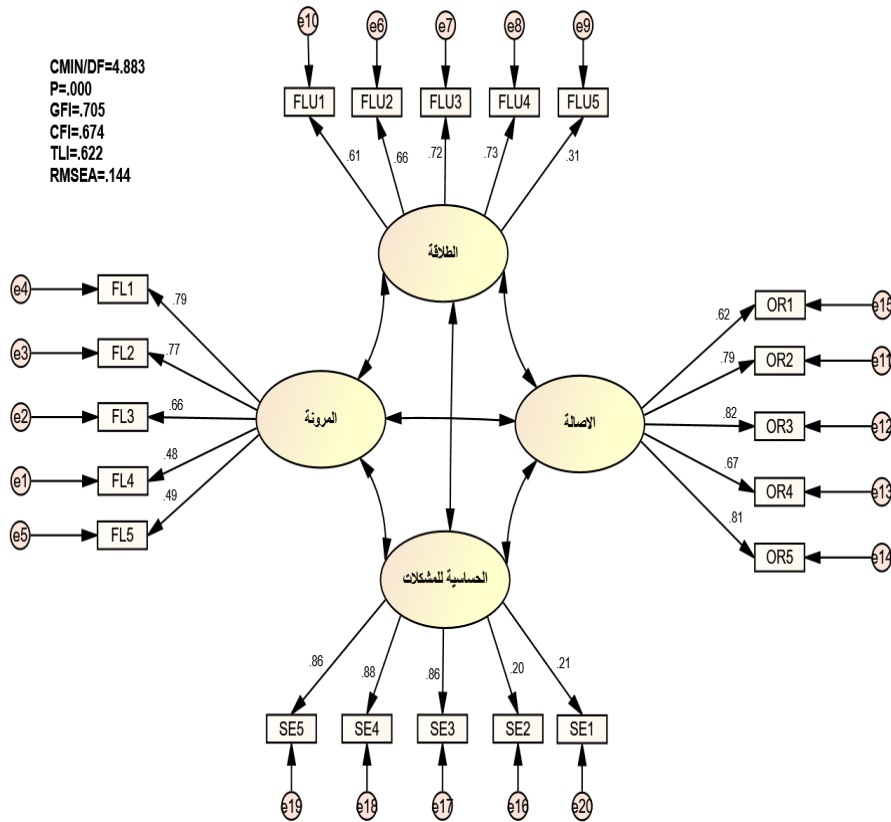 e10
e6
e7
e8
e9
CMIN/DF=4.883
P=.000
GFI=.705
CFI=.674
TLI=.622
RMSEA=.144
FLU1
FLU2
FLU3
FLU4
FLU5
.61
.66
.72
.73
.31
الطلاقة
e4
FL1
.79
e3
FL2
.77
e2
FL3
.66
e1
FL4
.48
e5
FL5
.49
المرونة
الاصالة
.62
OR1
e15
.79
OR2
e11
.82
OR3
e12
.67
OR4
e13
.81
OR5
e14
الحساسية للمشكلات
.86
.88
.86
.20
.21
SE5
SE4
SE3
SE2
SE1
e19
e18
e17
e16
e20